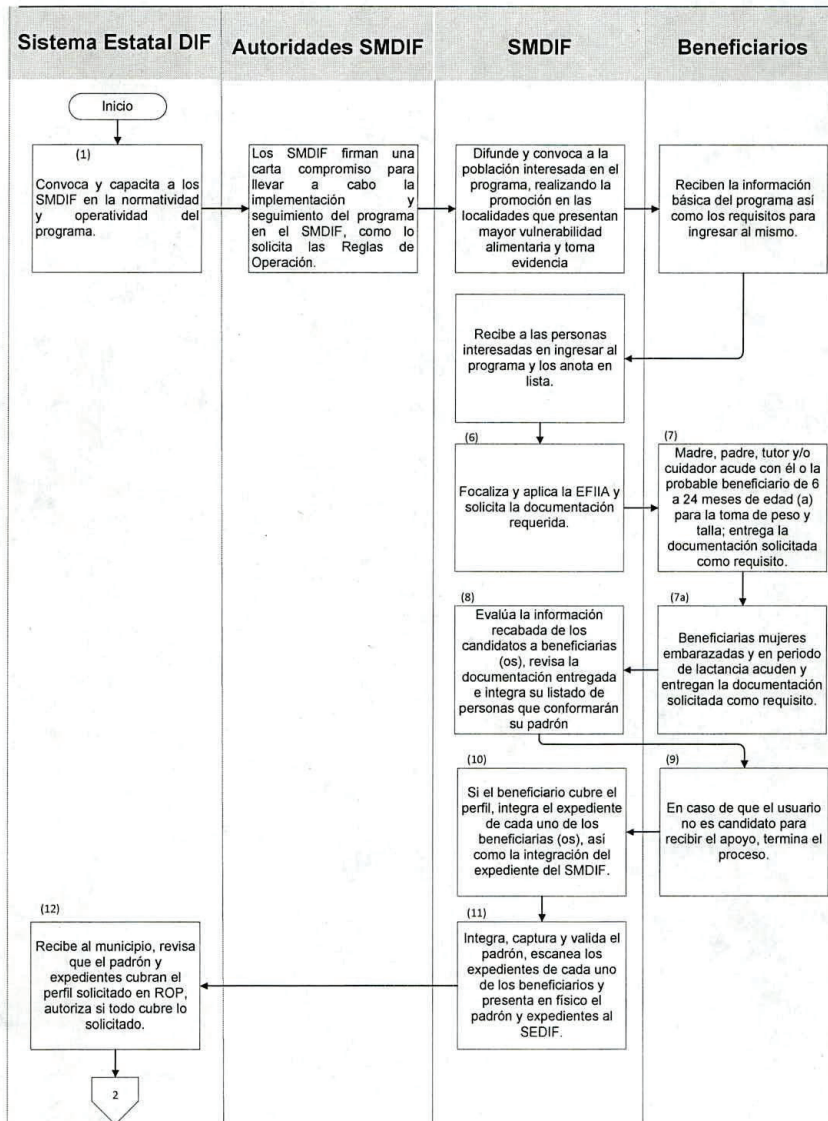 Sistema Estatal DIF
Autoridades SMDIF
SMDIF
Beneficiarios
Inicio
(1)
Convoca y capacita a los
SMDIF en la normatividad
y operatividad del
programa.
Los SMDIF firman una
carta compromiso para
llevar a cabo la
implementación y
seguimiento del programa
en el SMDIF, como lo
solicita las Reglas de
Operación.
Difunde y convoca a la
población interesada en el
programa, realizando la
promoción en las
localidades que presentan
mayor vulnerabilidad
alimentaria y toma
evidencia
Reciben la información
básica del programa así
como los requisitos para
ingresar al mismo.
Recibe a las personas
interesadas en ingresar al
programa y los anota en
lista.
(6)
Focaliza y aplica la EFIIA y
solicita la documentación
requerida.
(7)
Madre, padre, tutor y/o
cuidador acude con él o la
probable beneficiario de 6
a 24 meses de edad (a)
para la toma de peso y
talla; entrega la
documentación solicitada
como requisito.
(7a)
Beneficiarias mujeres
embarazadas y en periodo
de lactancia acuden y
entregan la documentación
solicitada como requisito.
(8)
Evalúa la información
recabada de los
candidatos a beneficiarias
(os), revisa la
documentación entregada
e integra su listado de
personas que conformarán
su padrón
(9)
En caso de que el usuario
no es candidato para
recibir el apoyo, termina el
proceso.
(10)
Si el beneficiario cubre el
perfil, integra el expediente
de cada uno de los
beneficiarias (os), así
como la integración del
expediente del SMDIF.
(11)
Integra, captura y valida el
padrón, escanea los
expedientes de cada uno
de los beneficiarios y
presenta en físico el
padrón y expedientes al
SEDIF.
(12)
Recibe al municipio, revisa
que el padrón y
expedientes cubran el
perfil solicitado en ROP,
autoriza si todo cubre lo
solicitado.
2